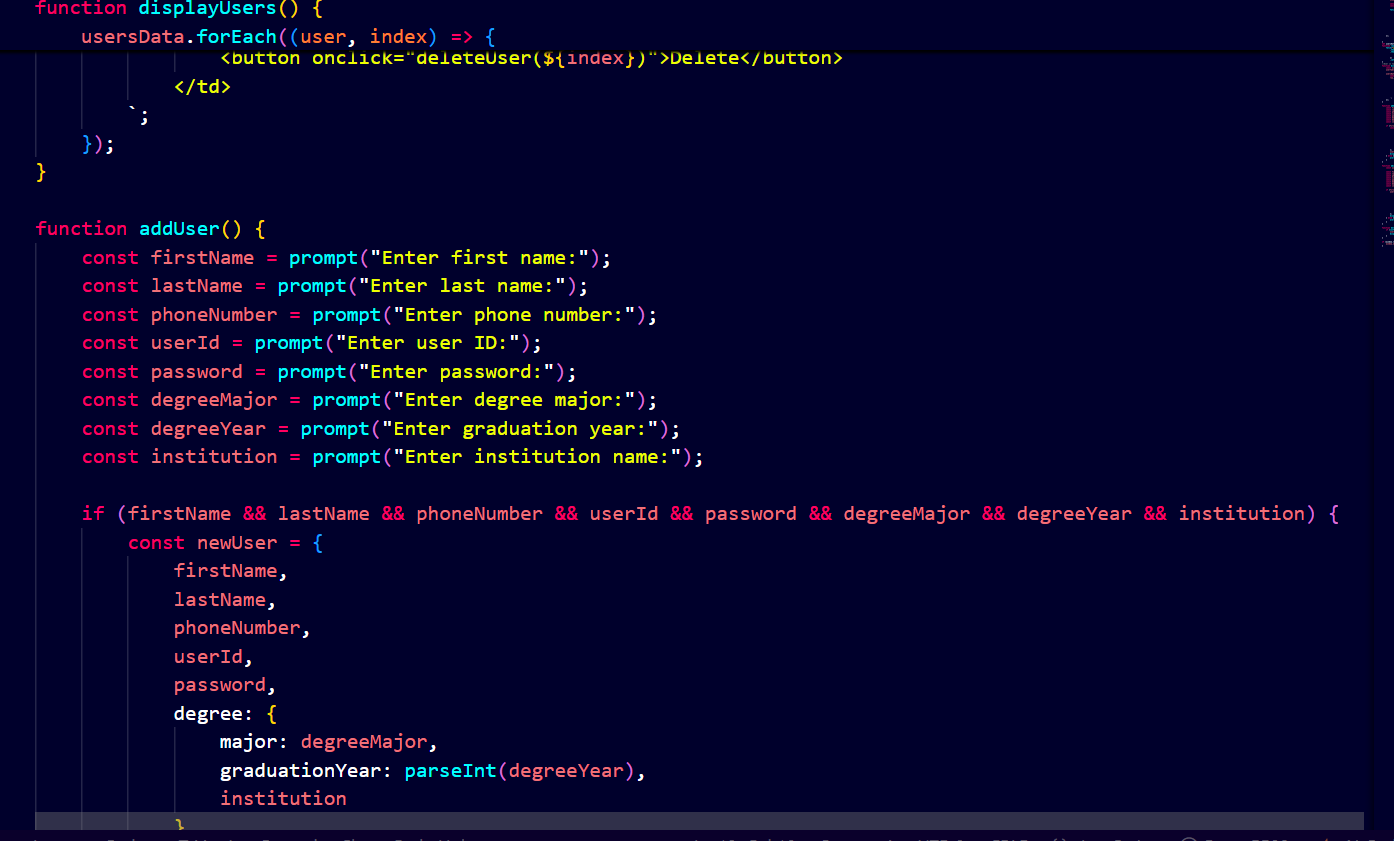 function displayUsers() {
    usersData.forEach((user, index) => {
                <button onclick="deleteUser(${index})">Delete</button>
            </td>
        `;
    });
}

function addUser() {
    const firstName = prompt("Enter first name:");
    const lastName = prompt("Enter last name:");
    const phoneNumber = prompt("Enter phone number:");
    const userId = prompt("Enter user ID:");
    const password = prompt("Enter password:");
    const degreeMajor = prompt("Enter degree major:");
    const degreeYear = prompt("Enter graduation year:");
    const institution = prompt("Enter institution name:");

    if (firstName && lastName && phoneNumber && userId && password && degreeMajor && degreeYear && institution) {
        const newUser = {
            firstName,
            lastName,
            phoneNumber,
            userId,
            password,
            degree: {
                major: degreeMajor,
                graduationYear: parseInt(degreeYear),
                institution
            }